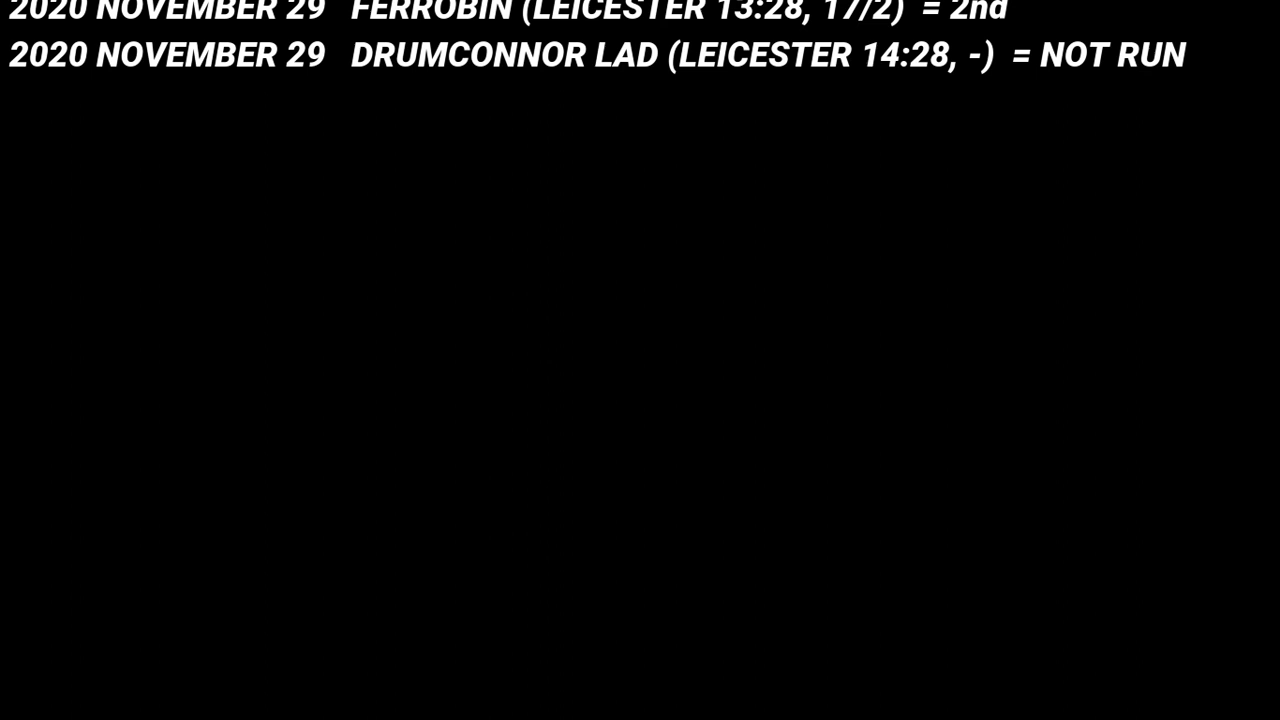 2020 NOVEMBER 29 FERROBIN (LEICESTER 13:28, 17/2) = 2nd
2020 NOVEMBER 29 DRUMCONNOR LAD (LEICESTER 14:28, -) = NOT RUN